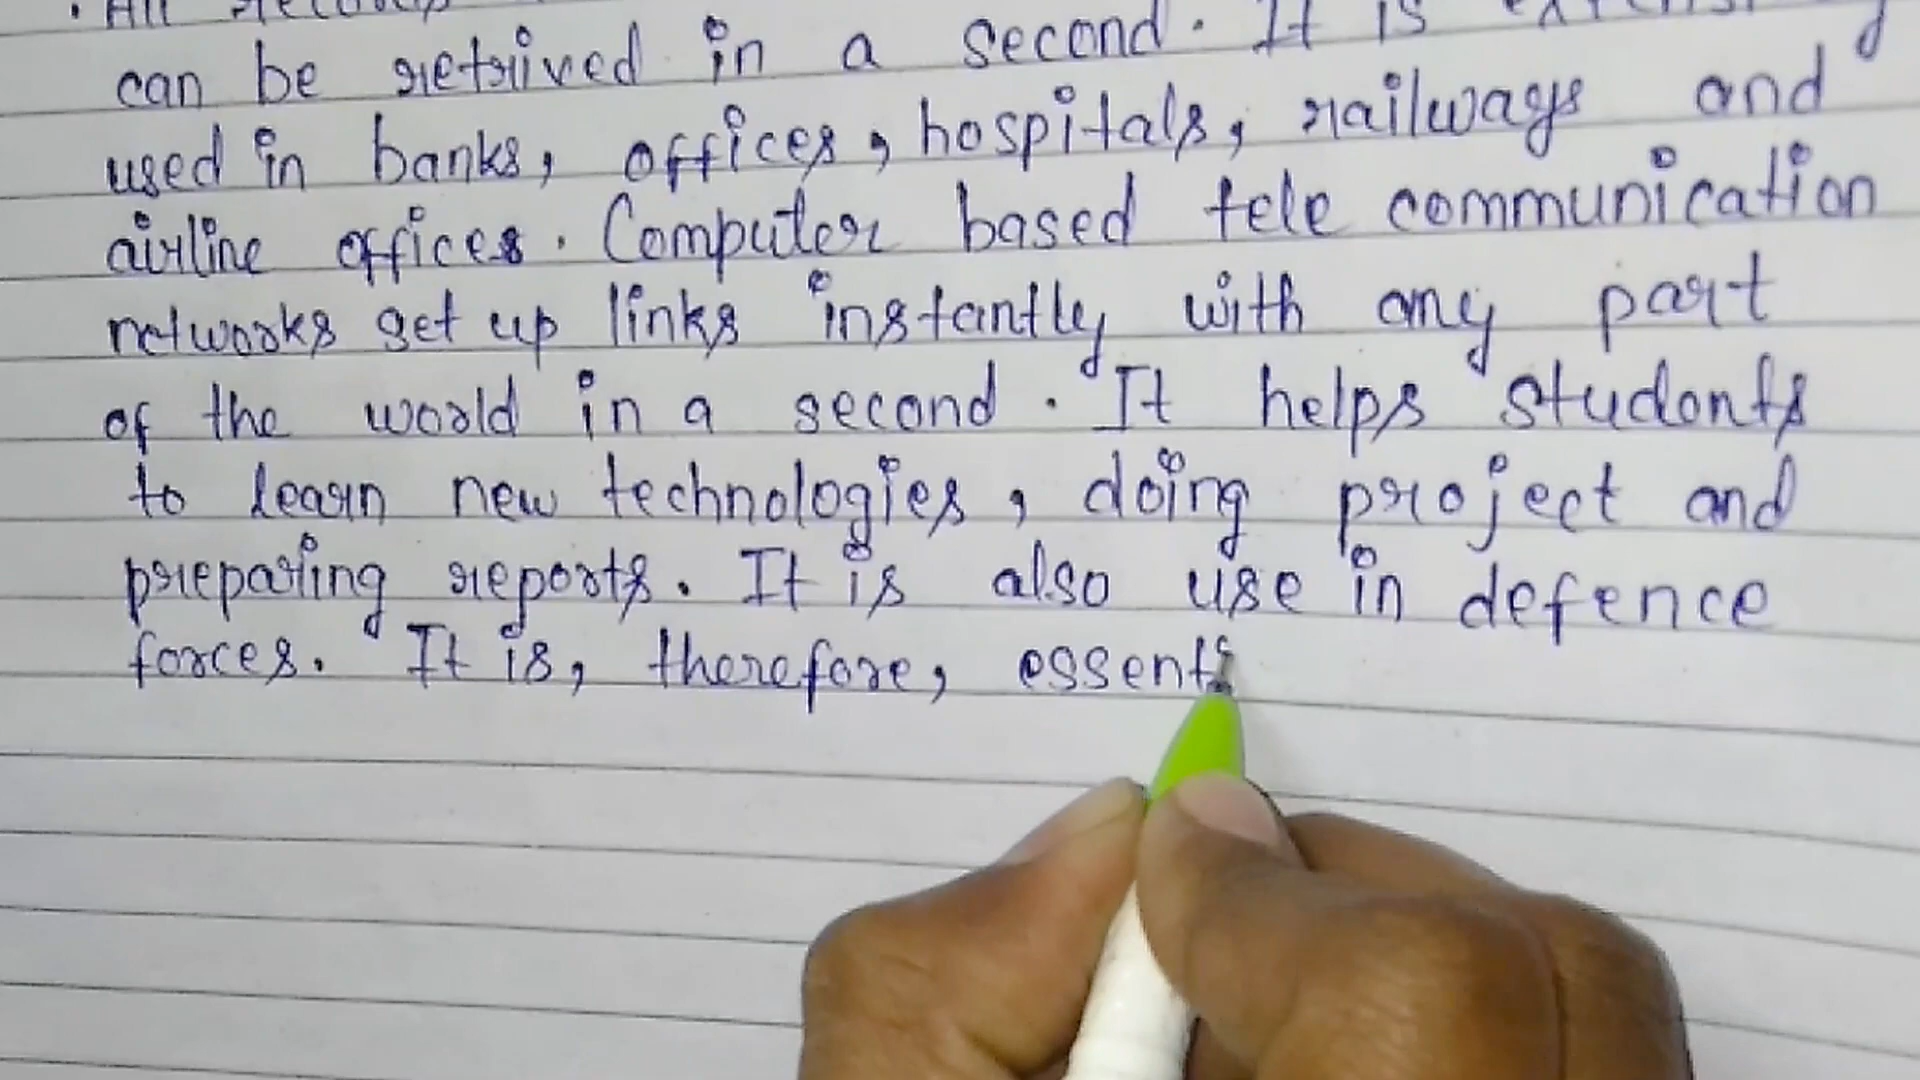 can be retrived in a second. It is
used in banks, offices, hospitals, railways and
airline offices. Computer based tele communication
networks set up links instantly with any part
of the world in a second. It helps students
to learn new technologies, doing project and
preparing reports. It is also use in defence
forces. It is, therefore, essenti